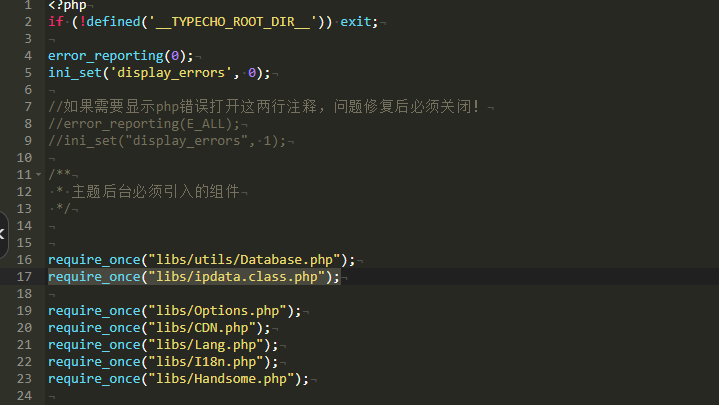 1 <?php
2 if (!defined('__TYPECHO_ROOT_DIR__')) exit;
3
4 error_reporting(0);
5 ini_set('display_errors', 0);
6
7 //如果需要显示php错误打开这两行注释，问题修复后必须关闭！
8 //error_reporting(E_ALL);
9 //ini_set("display_errors", 1);
10
11 /**
12 * 主题后台必须引入的组件
13 */
14
15
16 require_once("libs/utils/Database.php");
17 require_once("libs/ipdata.class.php");
18
19 require_once("libs/Options.php");
20 require_once("libs/CDN.php");
21 require_once("libs/Lang.php");
22 require_once("libs/I18n.php");
23 require_once("libs/Handsome.php");
24